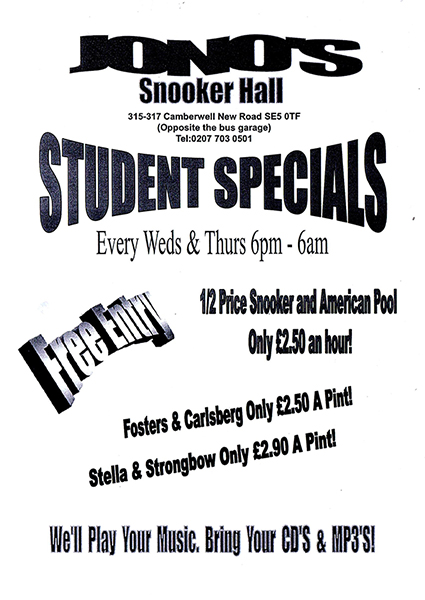 JONO'S
Snooker Hall
315-317 Camberwell New Road SE5 0TF
(Opposite the bus garage)
Tel:0207 703 0501
STUDENT SPECIALS
Every Weds & Thurs 6pm - 6am
Free Entry
1/2 Price Snooker and American Pool
Only £2.50 an hour!
Fosters & Carlsberg Only £2.50 A Pint!
Stella & Strongbow Only £2.90 A Pint!
We'll Play Your Music. Bring Your CD'S & MP3'S!